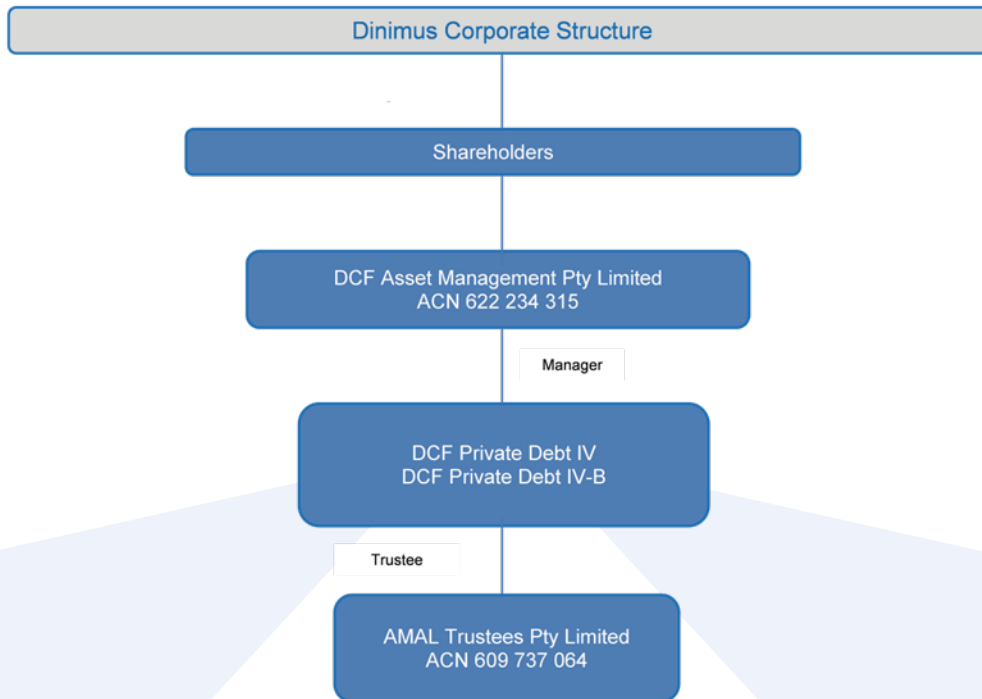 Dinimus Corporate Structure
Shareholders
DCF Asset Management Pty Limited
ACN 622 234 315
Manager
DCF Private Debt IV
DCF Private Debt IV-B
Trustee
AMAL Trustees Pty Limited
ACN 609 737 064